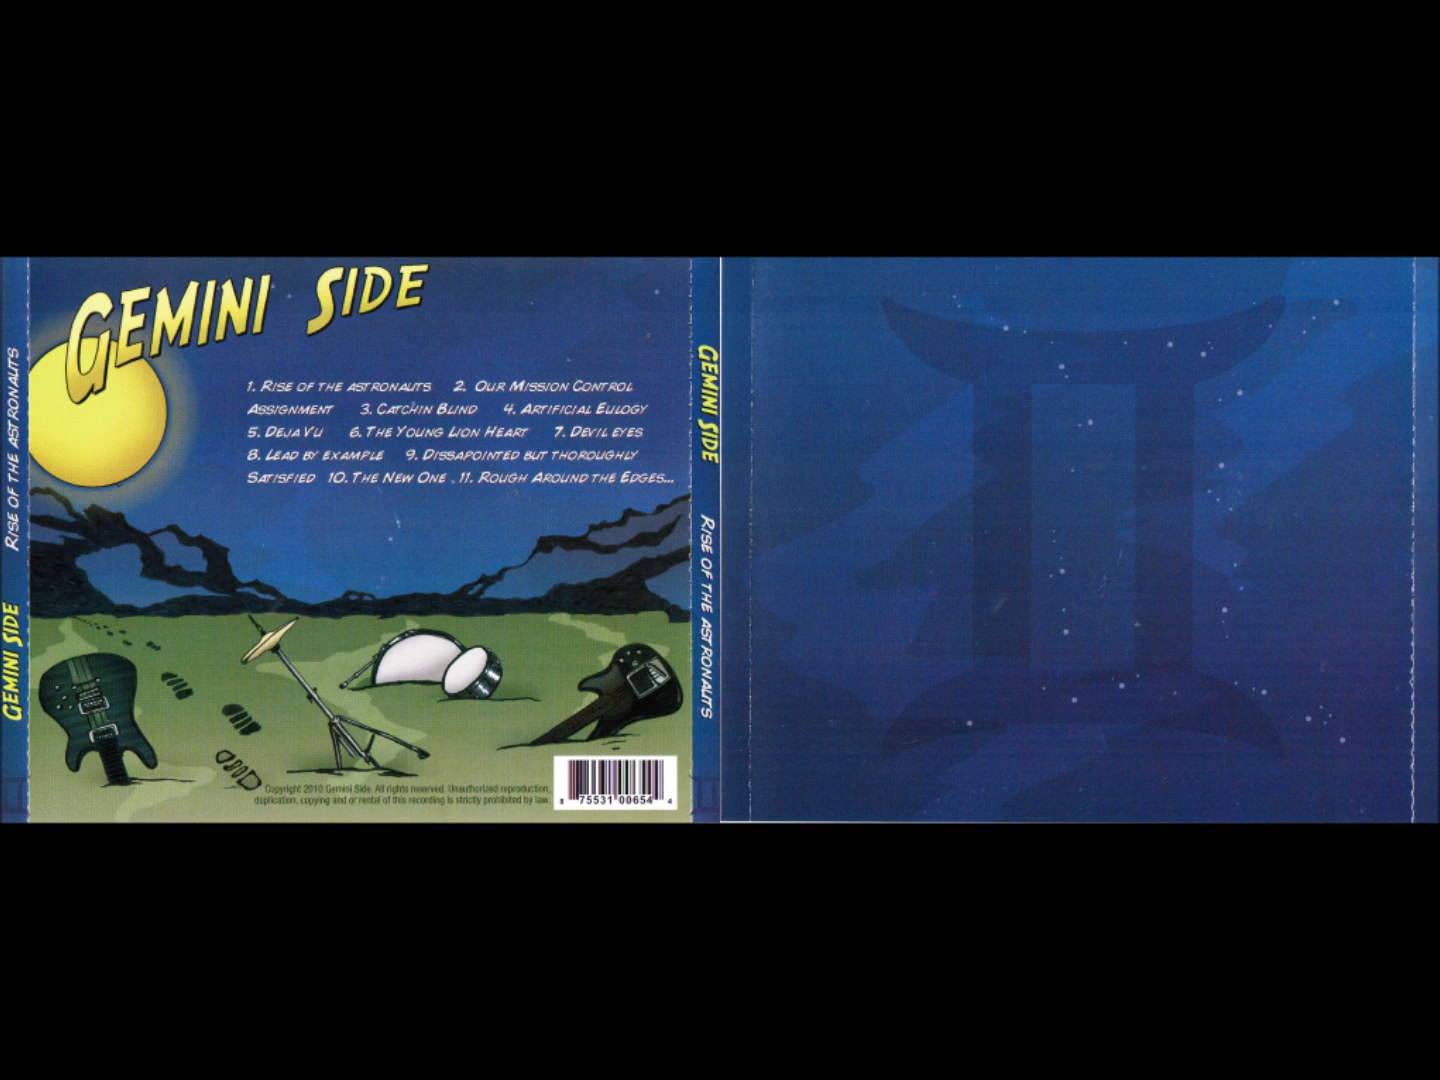 GEMINI SIDE
1. RISE OF THE ASTRONAUTS 2. OUR MISSION CONTROL
ASSIGNMENT 3. CATCHIN BLIND 4. ARTIFICIAL EULOGY
5. DEJA VU 6. THE YOUNG LION HEART 7. DEVIL EYES
8. LEAD BY EXAMPLE 9. DISSAPOINTED BUT THOROUGHLY
SATISFIED 10. THE NEW ONE 11. ROUGH AROUND THE EDGES...
Copyright 2010 Gemini Side. All rights reserved. Unauthorized reproduction,
duplication, copying and or rental of this recording is strictly prohibited by law.
8 75531 00654 4
GEMINI SIDE RISE OF THE ASTRONAUTS
GEMINI SIDE RISE OF THE ASTRONAUTS